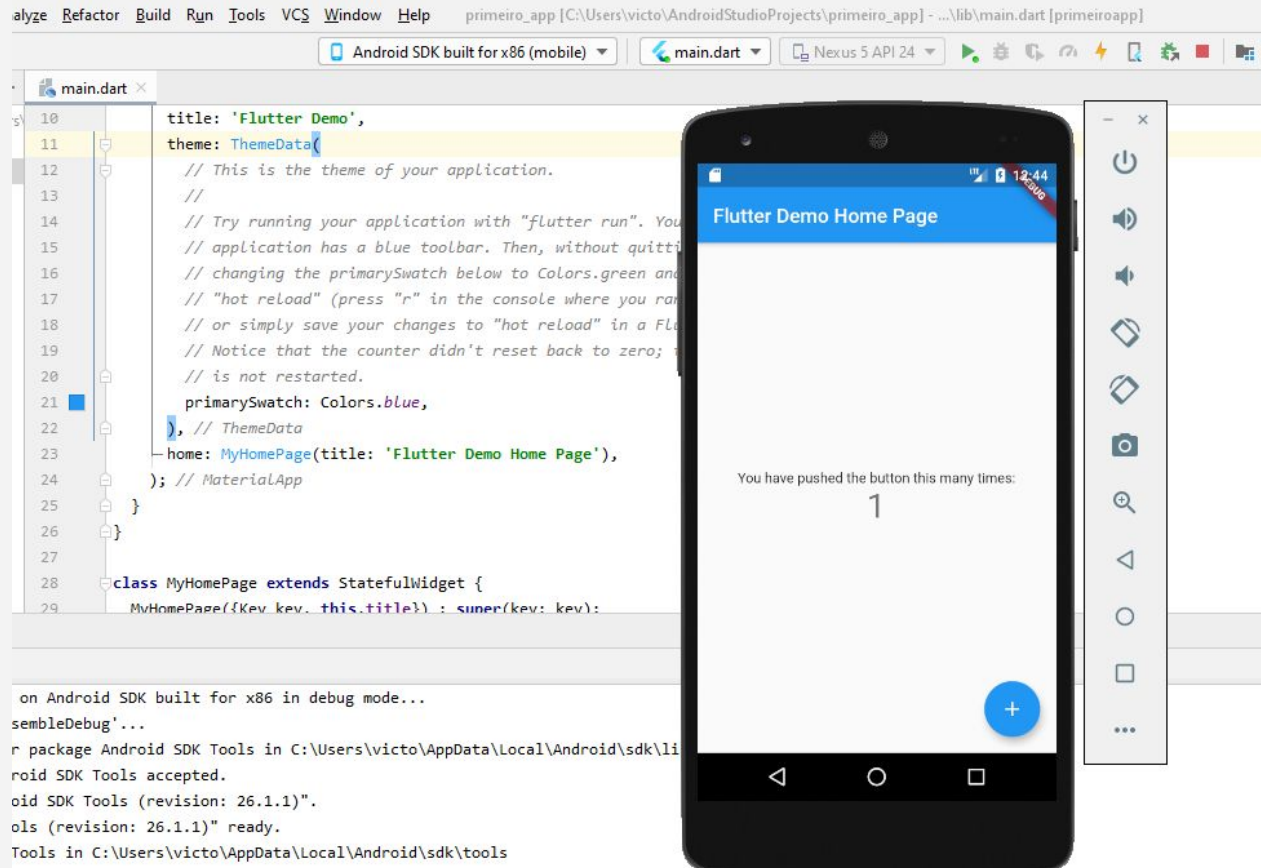 alyze Refactor Build Run Tools VCS Window Help primeiro_app [C:\Users\victo\AndroidStudioProjects\primeiro_app] - ...\lib\main.dart [primeiroapp]
Android SDK built for x86 (mobile) main.dart Nexus 5 API 24
main.dart
10 title: 'Flutter Demo',
11 theme: ThemeData(
12 // This is the theme of your application.
13 //
14 // Try running your application with "flutter run". You
15 // application has a blue toolbar. Then, without quitti
16 // changing the primarySwatch below to Colors.green and
17 // "hot reload" (press "r" in the console where you ran
18 // or simply save your changes to "hot reload" in a Flu
19 // Notice that the counter didn't reset back to zero;
20 // is not restarted.
21 primarySwatch: Colors.blue,
22 ), // ThemeData
23 home: MyHomePage(title: 'Flutter Demo Home Page'),
24 ); // MaterialApp
25 }
26 }
27
28 class MyHomePage extends StatefulWidget {
29 MyHomePage({Key key, this.title}) : super(key: key);
on Android SDK built for x86 in debug mode...
sembleDebug'...
r package Android SDK Tools in C:\Users\victo\AppData\Local\Android\sdk\li
roid SDK Tools accepted.
oid SDK Tools (revision: 26.1.1)".
ols (revision: 26.1.1)" ready.
Tools in C:\Users\victo\AppData\Local\Android\sdk\tools
LTE 12:44
DEBUG
Flutter Demo Home Page
You have pushed the button this many times:
1
+